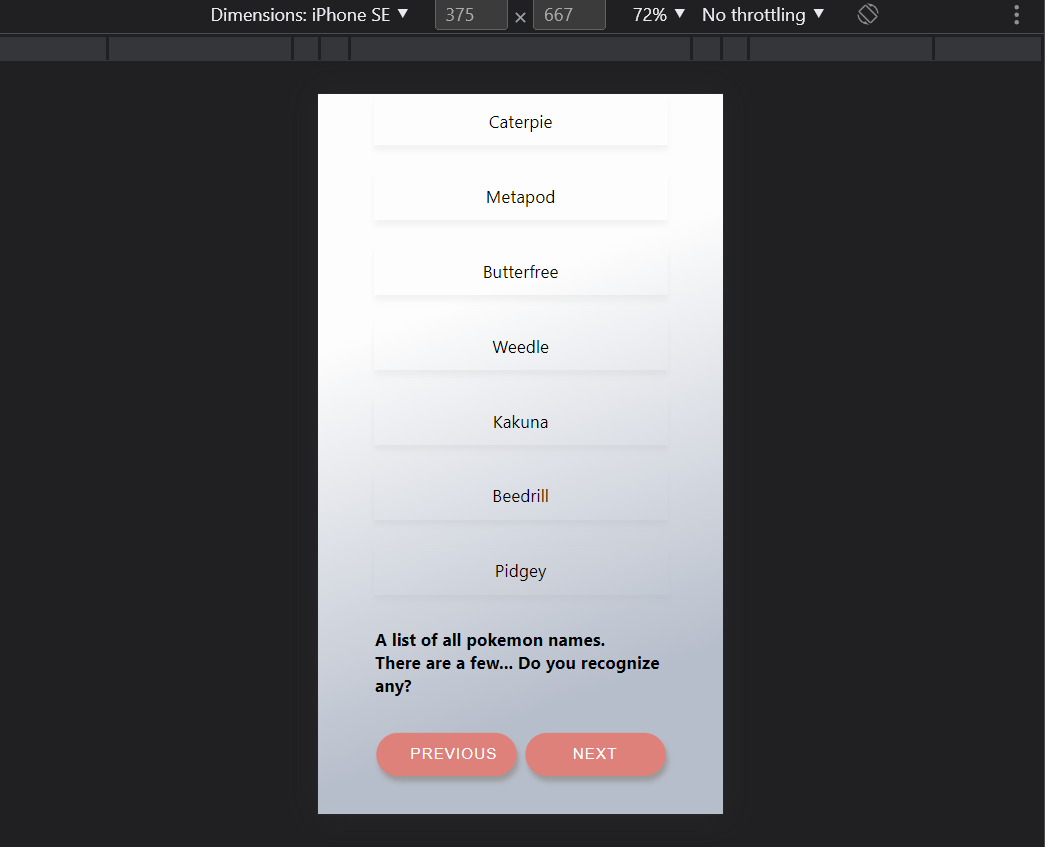 Dimensions: iPhone SE ▼ 375 × 667 72% ▼ No throttling ▼
Caterpie
Metapod
Butterfree
Weedle
Kakuna
Beedrill
Pidgey
A list of all pokemon names.
There are a few... Do you recognize
any?
PREVIOUS NEXT